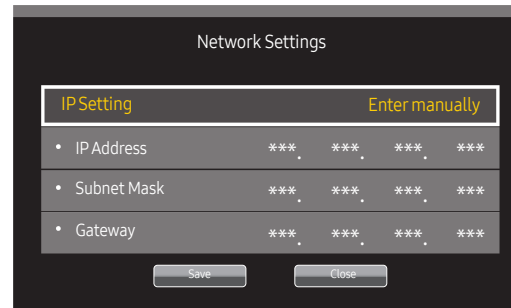 Network Settings
IP Setting Enter manually
• IP Address ***. ***. ***. ***
• Subnet Mask ***. ***. ***. ***
• Gateway ***. ***. ***. ***
Save Close